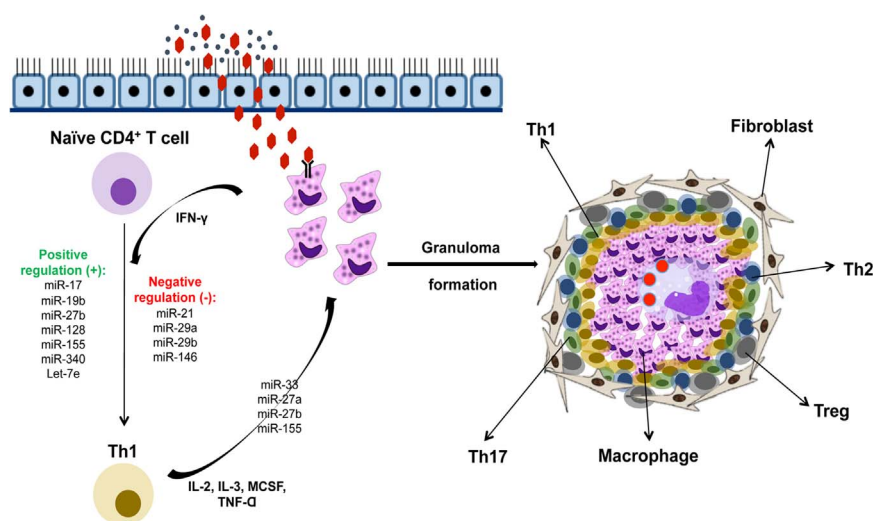 Naïve CD4⁺ T cell
IFN-γ
Positive
regulation (+):
miR-17
miR-19b
miR-27b
miR-128
miR-155
miR-340
Let-7e
Negative
regulation (-):
miR-21
miR-29a
miR-29b
miR-146
miR-33
miR-27a
miR-27b
miR-155
Th1
IL-2, IL-3, MCSF,
TNF-α
Granuloma
formation
Th1
Fibroblast
Th2
Treg
Macrophage
Th17